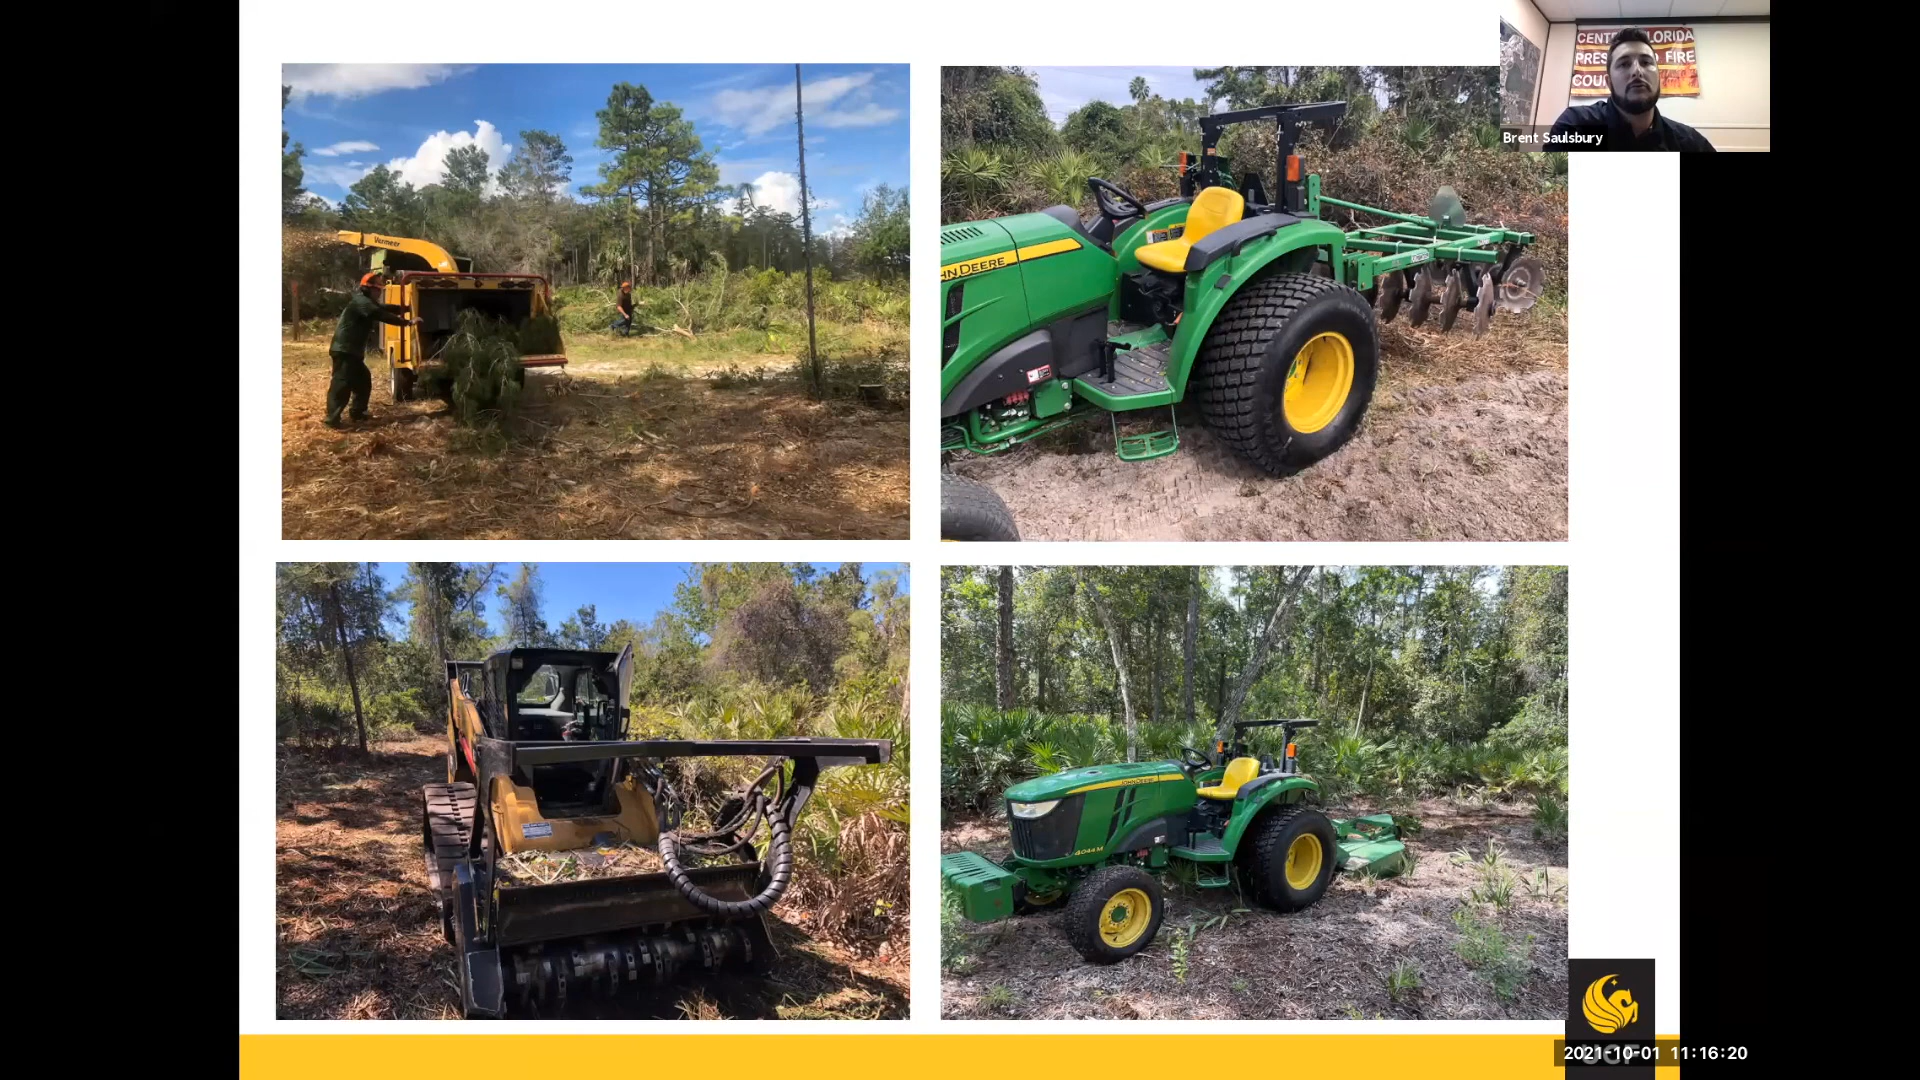 CENT LORIDA
PRES D FIRE
COU
Brent Saulsbury
Vermeer
HN DEERE
JOHN DEERE
4044M
UCF
2021-10-01 11:16:20